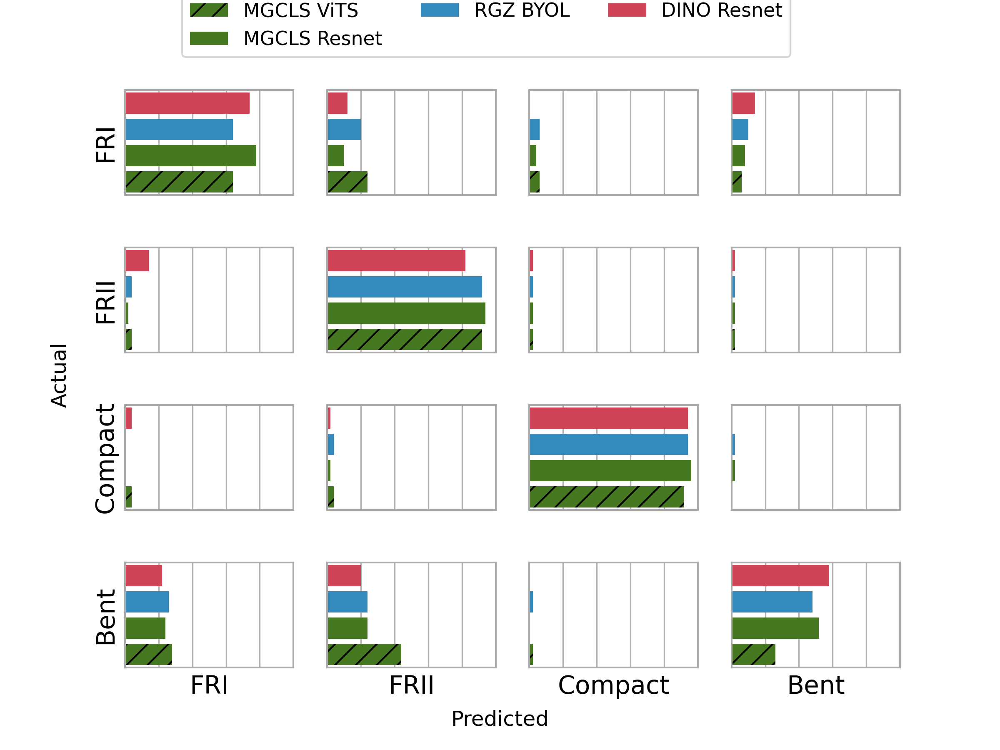 MGCLS ViTS
RGZ BYOL
DINO Resnet
MGCLS Resnet
FRI
FRII
Compact
Bent
Actual
FRI
FRII
Compact
Bent
Predicted